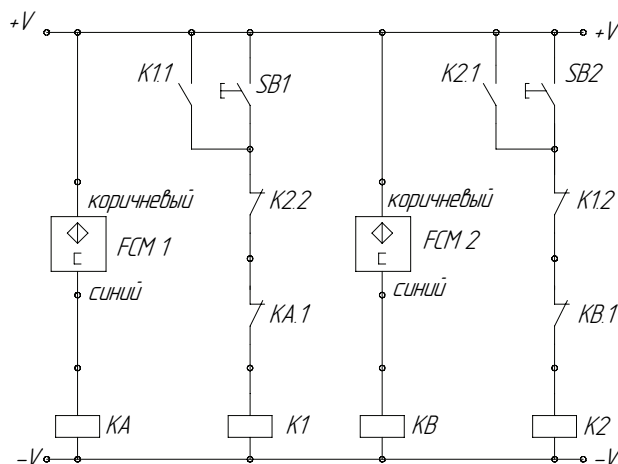 +V +V
K1.1 SB1 K2.1 SB2
коричневый K2.2 коричневый K1.2
FCM 1 FCM 2
синий KA.1 синий KB.1
KA K1 KB K2
-V -V